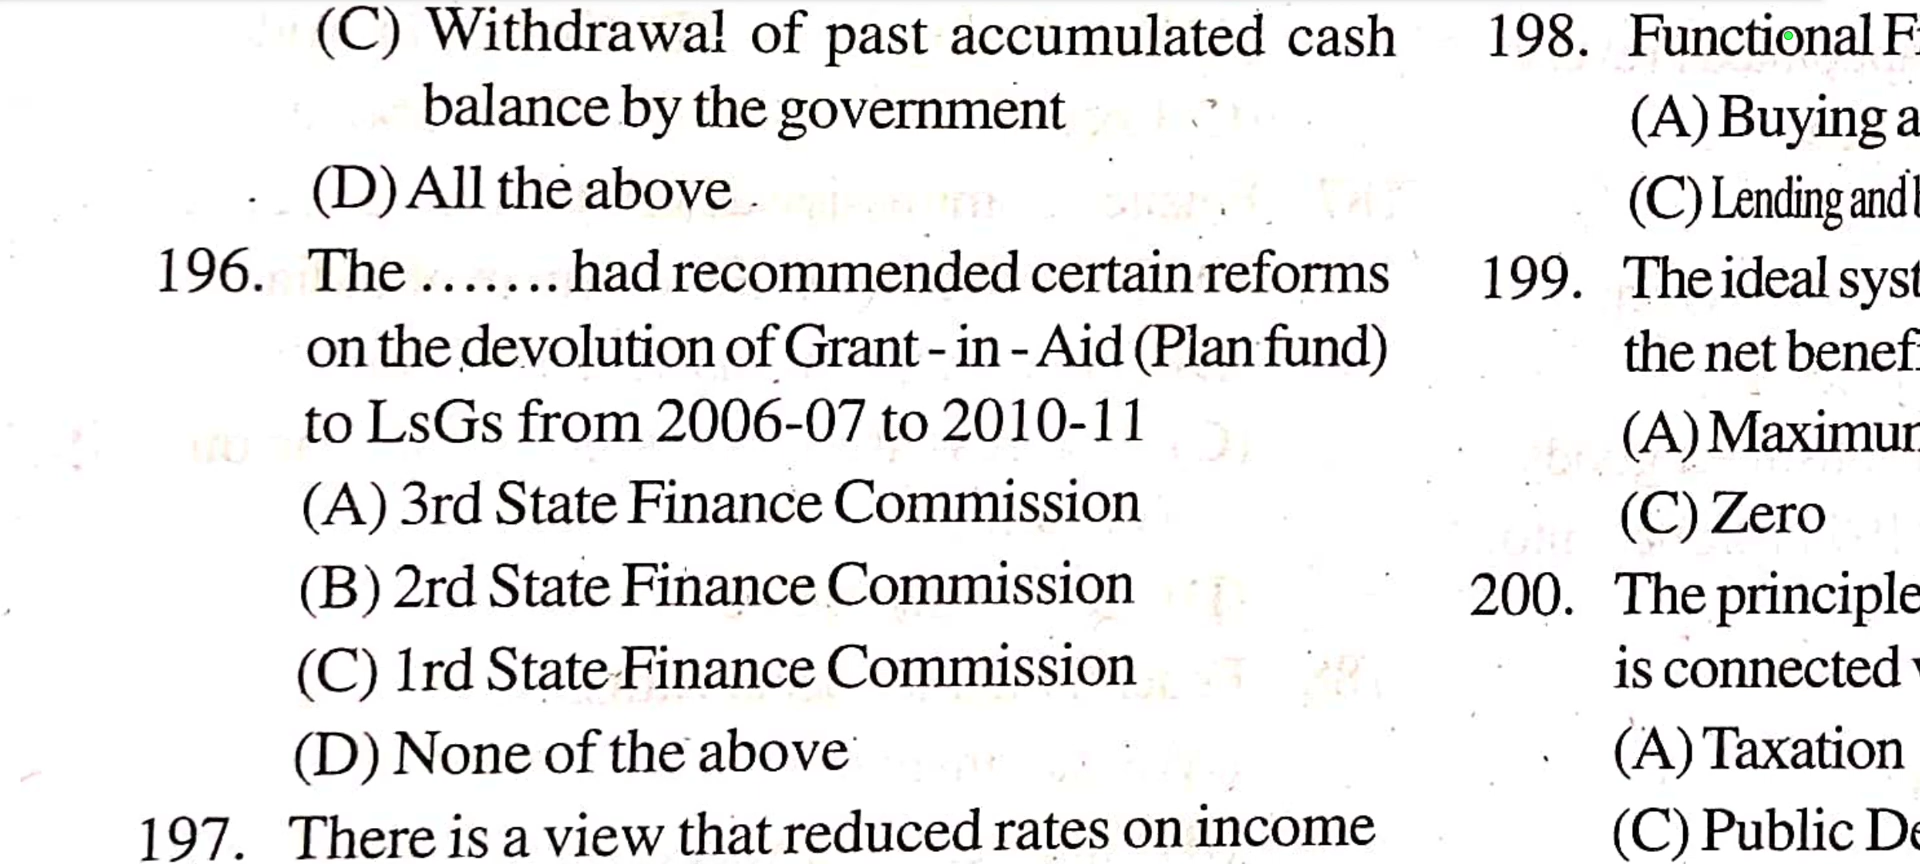 (C) Withdrawal of past accumulated cash
balance by the government
(D) All the above
196. The ....... had recommended certain reforms
on the devolution of Grant - in - Aid (Plan fund)
to LsGs from 2006-07 to 2010-11
(A) 3rd State Finance Commission
(B) 2rd State Finance Commission
(C) 1rd State Finance Commission
(D) None of the above
197. There is a view that reduced rates on income
198. Functional
(A) Buying
(C) Lending and
199. The ideal
the net
(A)
(C) Zero
200. The principle
is connected
(A) Taxation
(C) Public